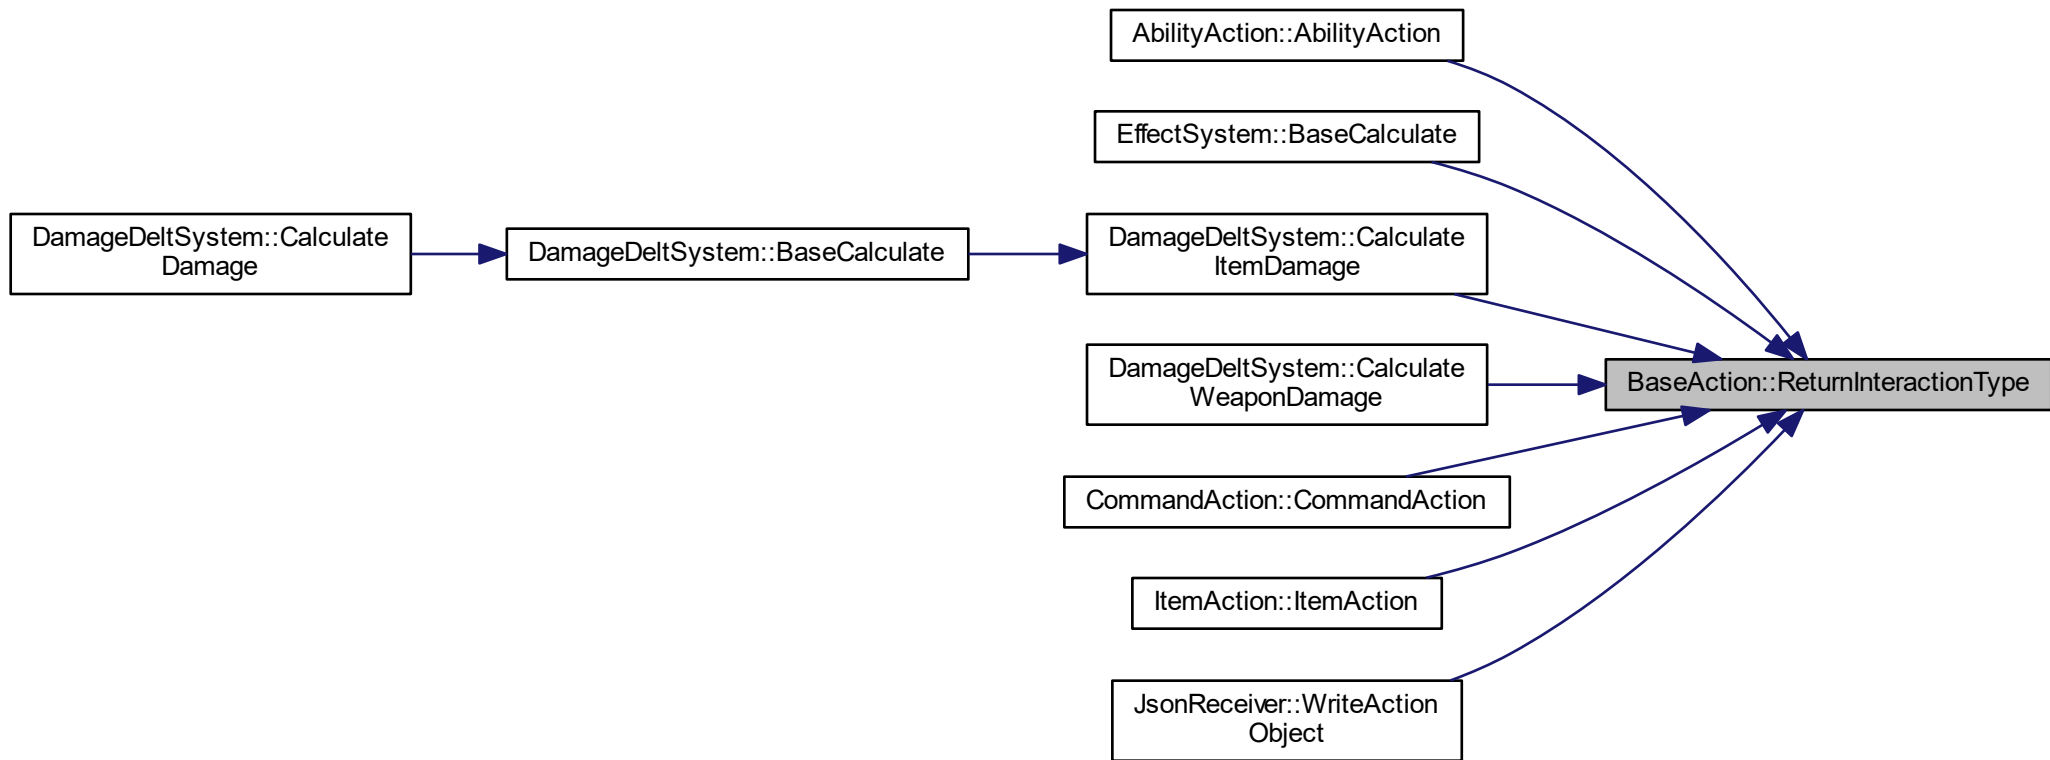 AbilityAction::AbilityAction
EffectSystem::BaseCalculate
DamageDeltSystem::Calculate
Damage
DamageDeltSystem::BaseCalculate
DamageDeltSystem::Calculate
ItemDamage
DamageDeltSystem::Calculate
WeaponDamage
BaseAction::ReturnInteractionType
CommandAction::CommandAction
ItemAction::ItemAction
JsonReceiver::WriteAction
Object